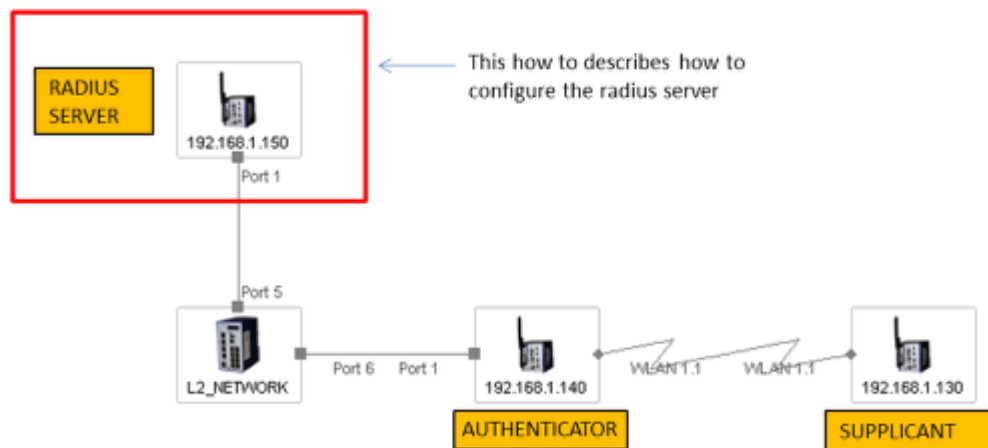 This how to describes how to
configure the radius server
RADIUS
SERVER
192.168.1.150
Port 1
Port 5
L2_NETWORK
Port 6
Port 1
192.168.1.140
WLAN 1.1
WLAN 1.1
192.168.1.130
AUTHENTICATOR
SUPPLICANT